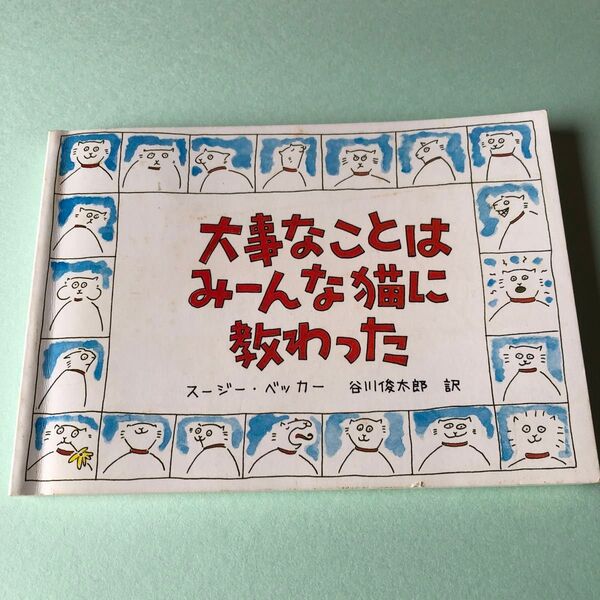 大事なことは
みーんな猫に
教わった
スージー・ベッカー 谷川俊太郎 訳